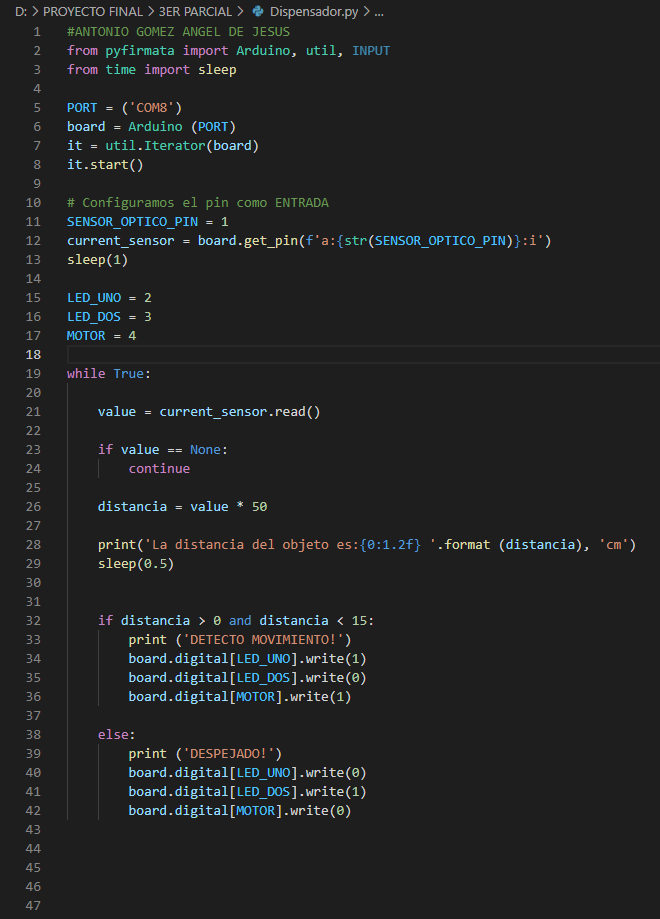 D: > PROYECTO FINAL > 3ER PARCIAL > Dispensador.py > ...
1 #ANTONIO GOMEZ ANGEL DE JESUS
2 from pyfirmata import Arduino, util, INPUT
3 from time import sleep
4
5 PORT = ('COM8')
6 board = Arduino (PORT)
7 it = util.Iterator(board)
8 it.start()
9
10 # Configuramos el pin como ENTRADA
11 SENSOR_OPTICO_PIN = 1
12 current_sensor = board.get_pin(f'a:{str(SENSOR_OPTICO_PIN)}:i')
13 sleep(1)
14
15 LED_UNO = 2
16 LED_DOS = 3
17 MOTOR = 4
18
19 while True:
20
21     value = current_sensor.read()
22
23     if value == None:
24         continue
25
26     distancia = value * 50
27
28     print('La distancia del objeto es:{0:1.2f} '.format (distancia), 'cm')
29     sleep(0.5)
30
31
32     if distancia > 0 and distancia < 15:
33         print ('DETECTO MOVIMIENTO!')
34         board.digital[LED_UNO].write(1)
35         board.digital[LED_DOS].write(0)
36         board.digital[MOTOR].write(1)
37
38     else:
39         print ('DESPEJADO!')
40         board.digital[LED_UNO].write(0)
41         board.digital[LED_DOS].write(1)
42         board.digital[MOTOR].write(0)
43
44
45
46
47